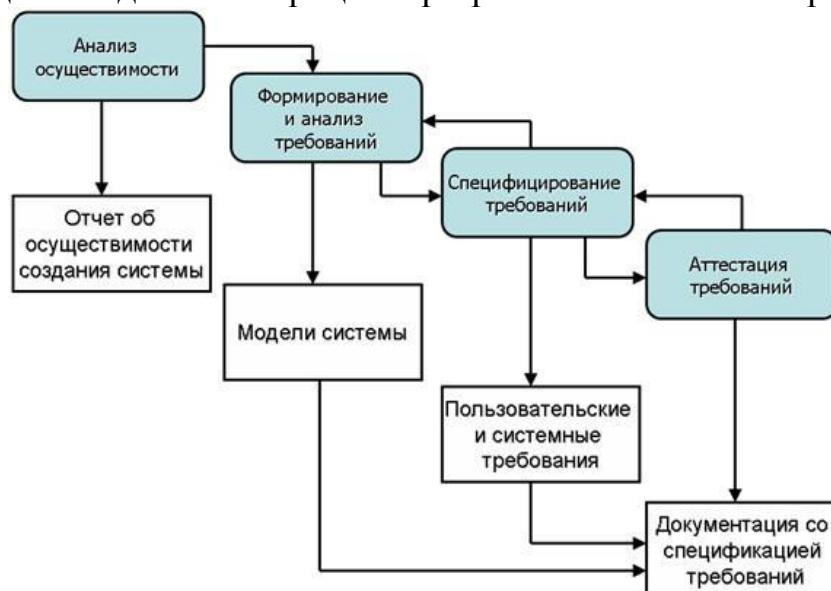 Анализ
осуществимости
Формирование
и анализ
требований
Специфицирование
требований
Отчет об
осуществимости
создания системы
Аттестация
требований
Модели системы
Пользовательские
и системные
требования
Документация со
спецификацией
требований